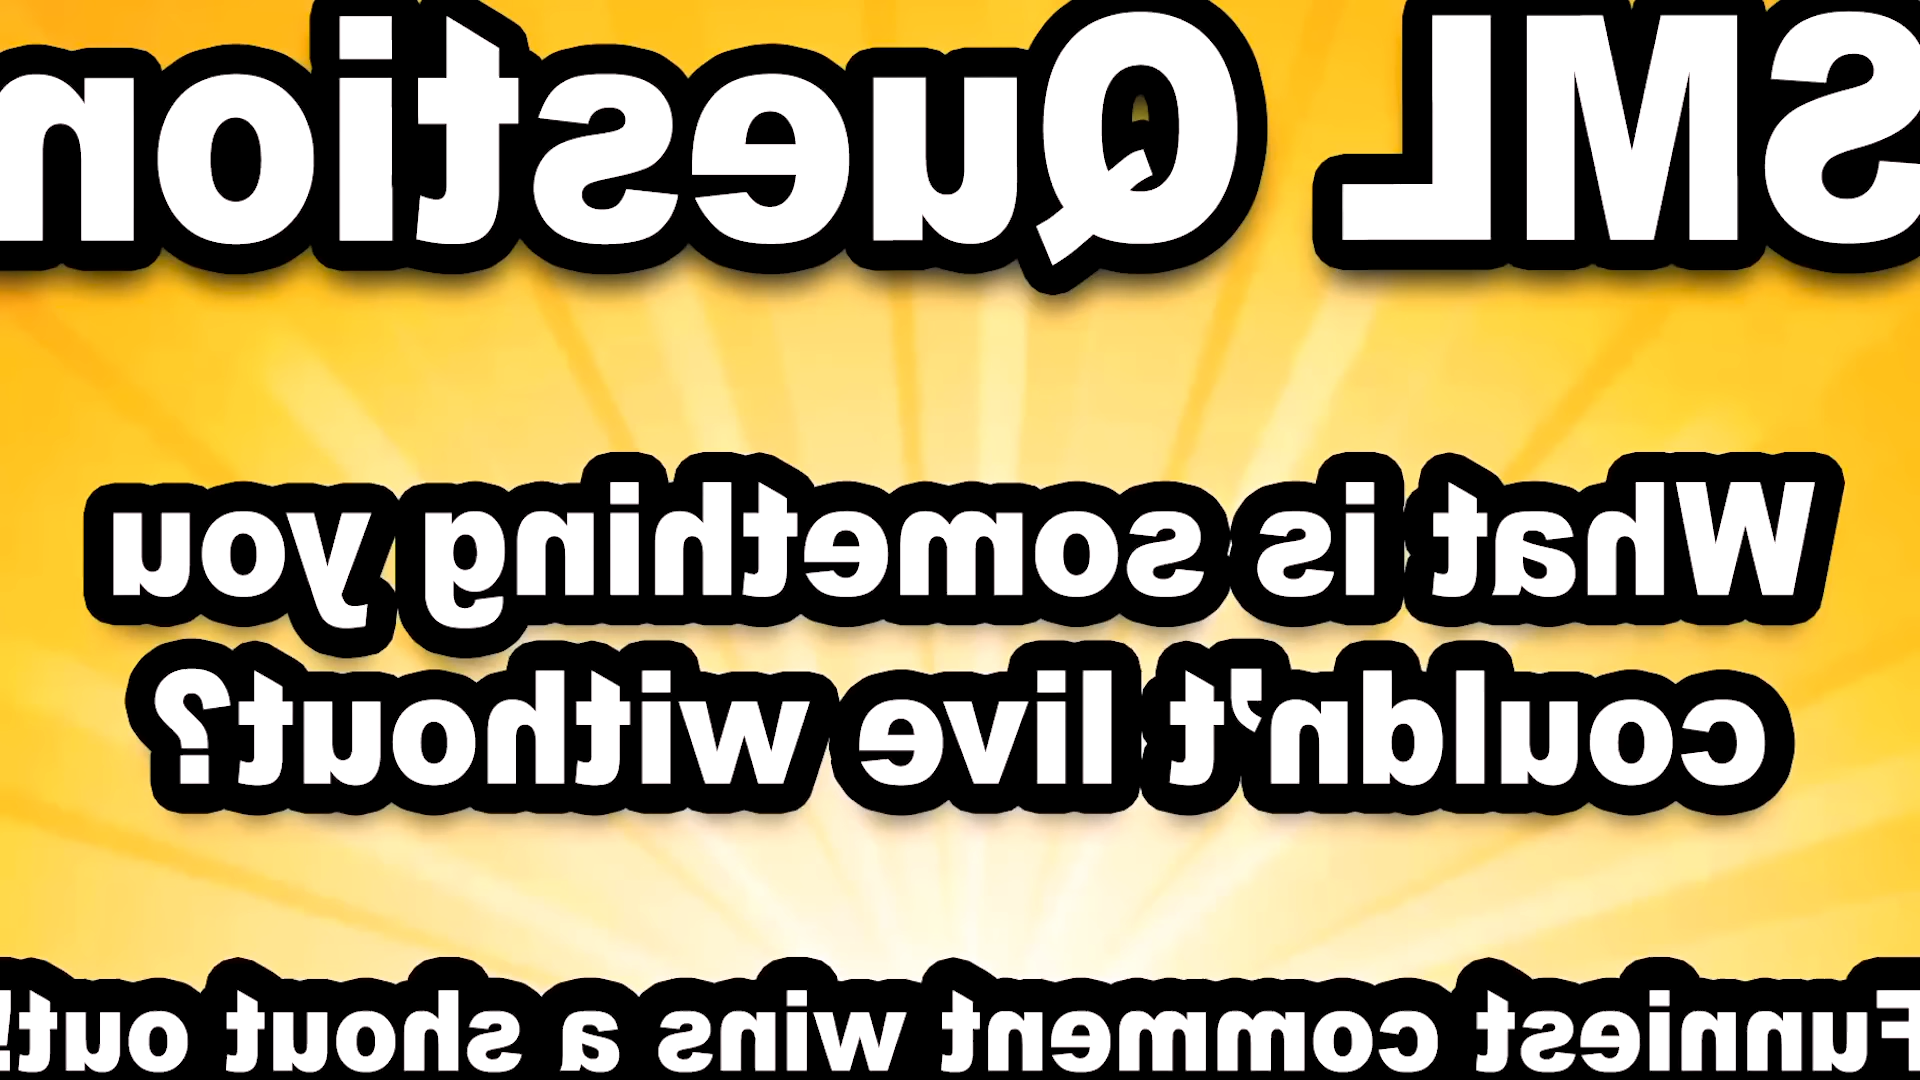 SML Question
What is something you
couldn't live without?
Funniest comment wins a shout out!